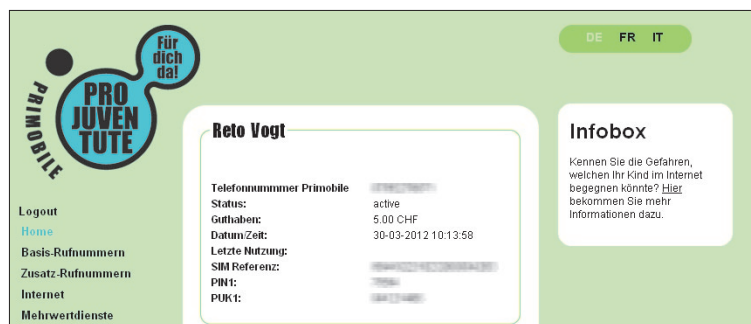 Für
dich
da!
PRO
JUVEN
TUTE
PRIMOBILE
DE FR IT
Reto Vogt
Telefonnummmer Primobile
Status: active
Guthaben: 5.00 CHF
Datum/Zeit: 30-03-2012 10:13:58
Letzte Nutzung:
SIM Referenz:
PIN1:
PUK1:
Logout
Home
Basis-Rufnummern
Zusatz-Rufnummern
Internet
Mehrwertdienste
Infobox
Kennen Sie die Gefahren,
welchen Ihr Kind im Internet
begegnen könnte? Hier
bekommen Sie mehr
Informationen dazu.